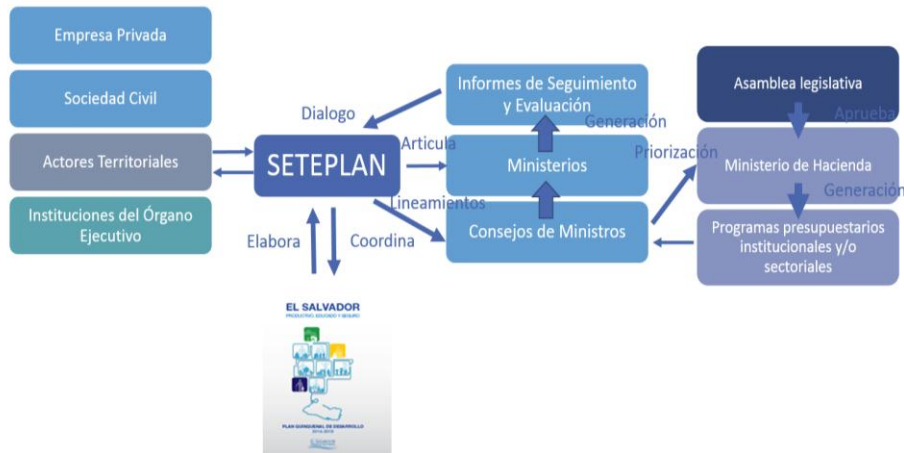 Empresa Privada
Sociedad Civil
Actores Territoriales
Instituciones del Órgano
Ejecutivo
Dialogo
SETEPLAN
Articula
Lineamientos
Elabora
Coordina
Informes de Seguimiento
y Evaluación
Generación
Ministerios
Consejos de Ministros
Priorización
Asamblea legislativa
Aprueba
Ministerio de Hacienda
Generación
Programas presupuestarios
institucionales y/o
sectoriales
EL SALVADOR
PRODUCTIVO, EDUCADO Y SEGURO
PLAN QUINQUENAL DE DESARROLLO
2014-2019